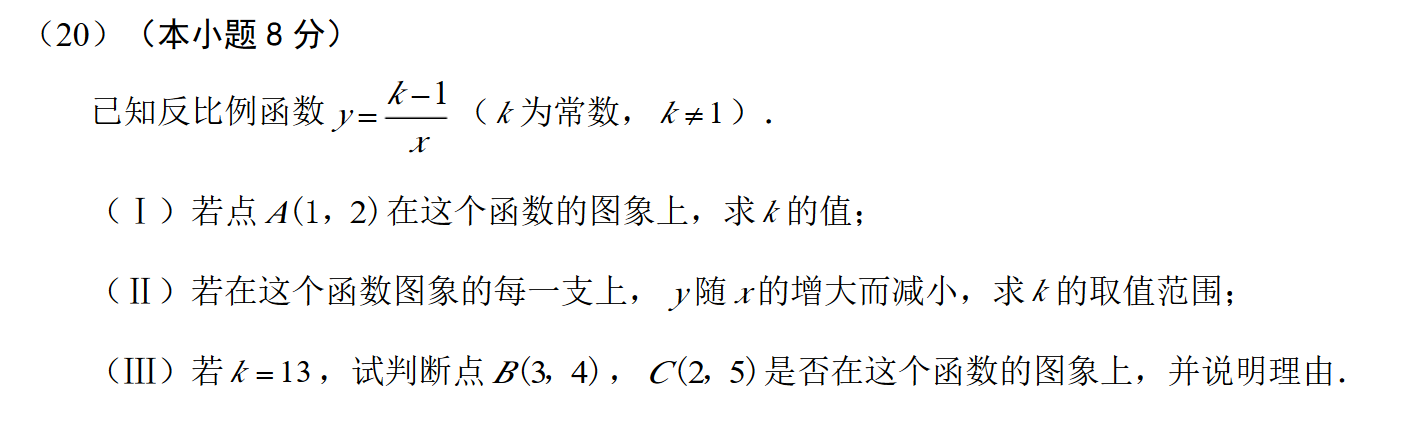 （20）（本小题 8 分）
已知反比例函数 y=\frac{k-1}{x}（k 为常数，k≠1）.
（Ⅰ）若点 A(1，2) 在这个函数的图象上，求 k 的值；
（Ⅱ）若在这个函数图象的每一支上，y 随 x 的增大而减小，求 k 的取值范围；
（Ⅲ）若 k=13，试判断点 B(3，4)，C(2，5) 是否在这个函数的图象上，并说明理由.